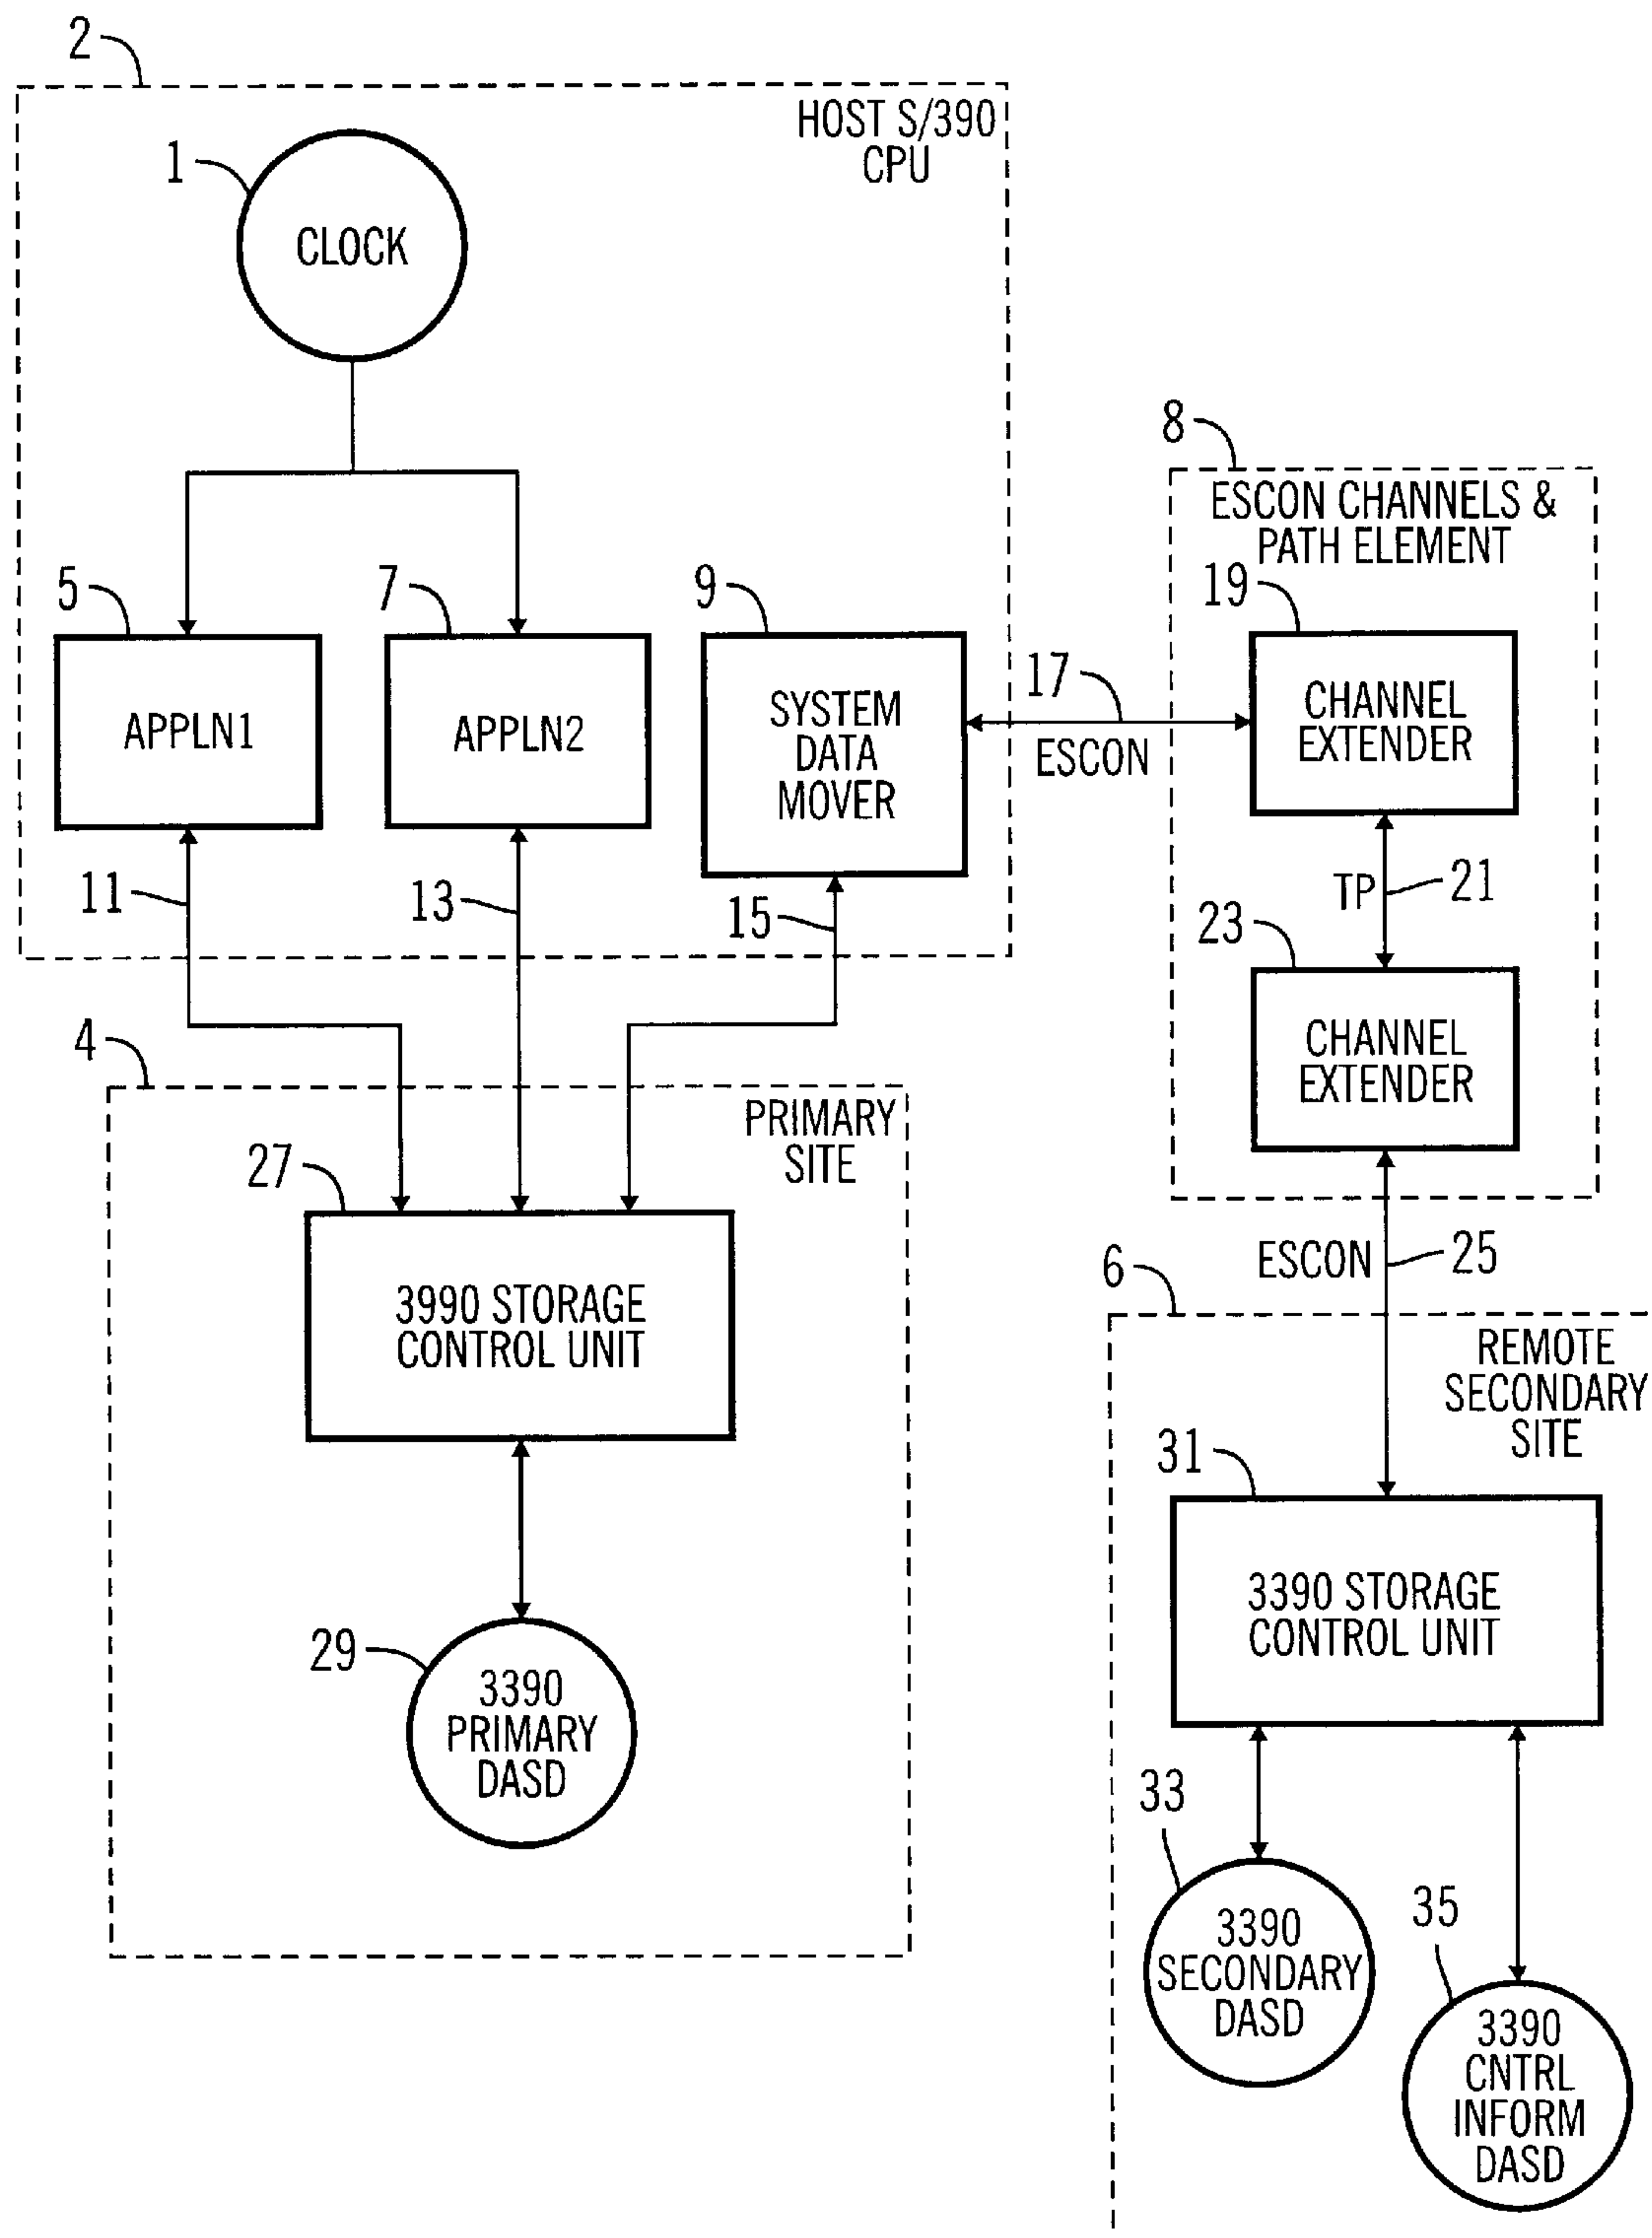 2
HOST S/390
CPU
1
CLOCK
8
ESCON CHANNELS &
PATH ELEMENT
5
7
9
19
APPLN1
APPLN2
SYSTEM
DATA
MOVER
17
ESCON
CHANNEL
EXTENDER
11
13
15
TP
21
23
CHANNEL
EXTENDER
4
PRIMARY
SITE
27
3990 STORAGE
CONTROL UNIT
ESCON
25
6
REMOTE
SECONDARY
SITE
31
3390 STORAGE
CONTROL UNIT
29
3390
PRIMARY
DASD
33
3390
SECONDARY
DASD
35
3390
CNTRL
INFORM
DASD